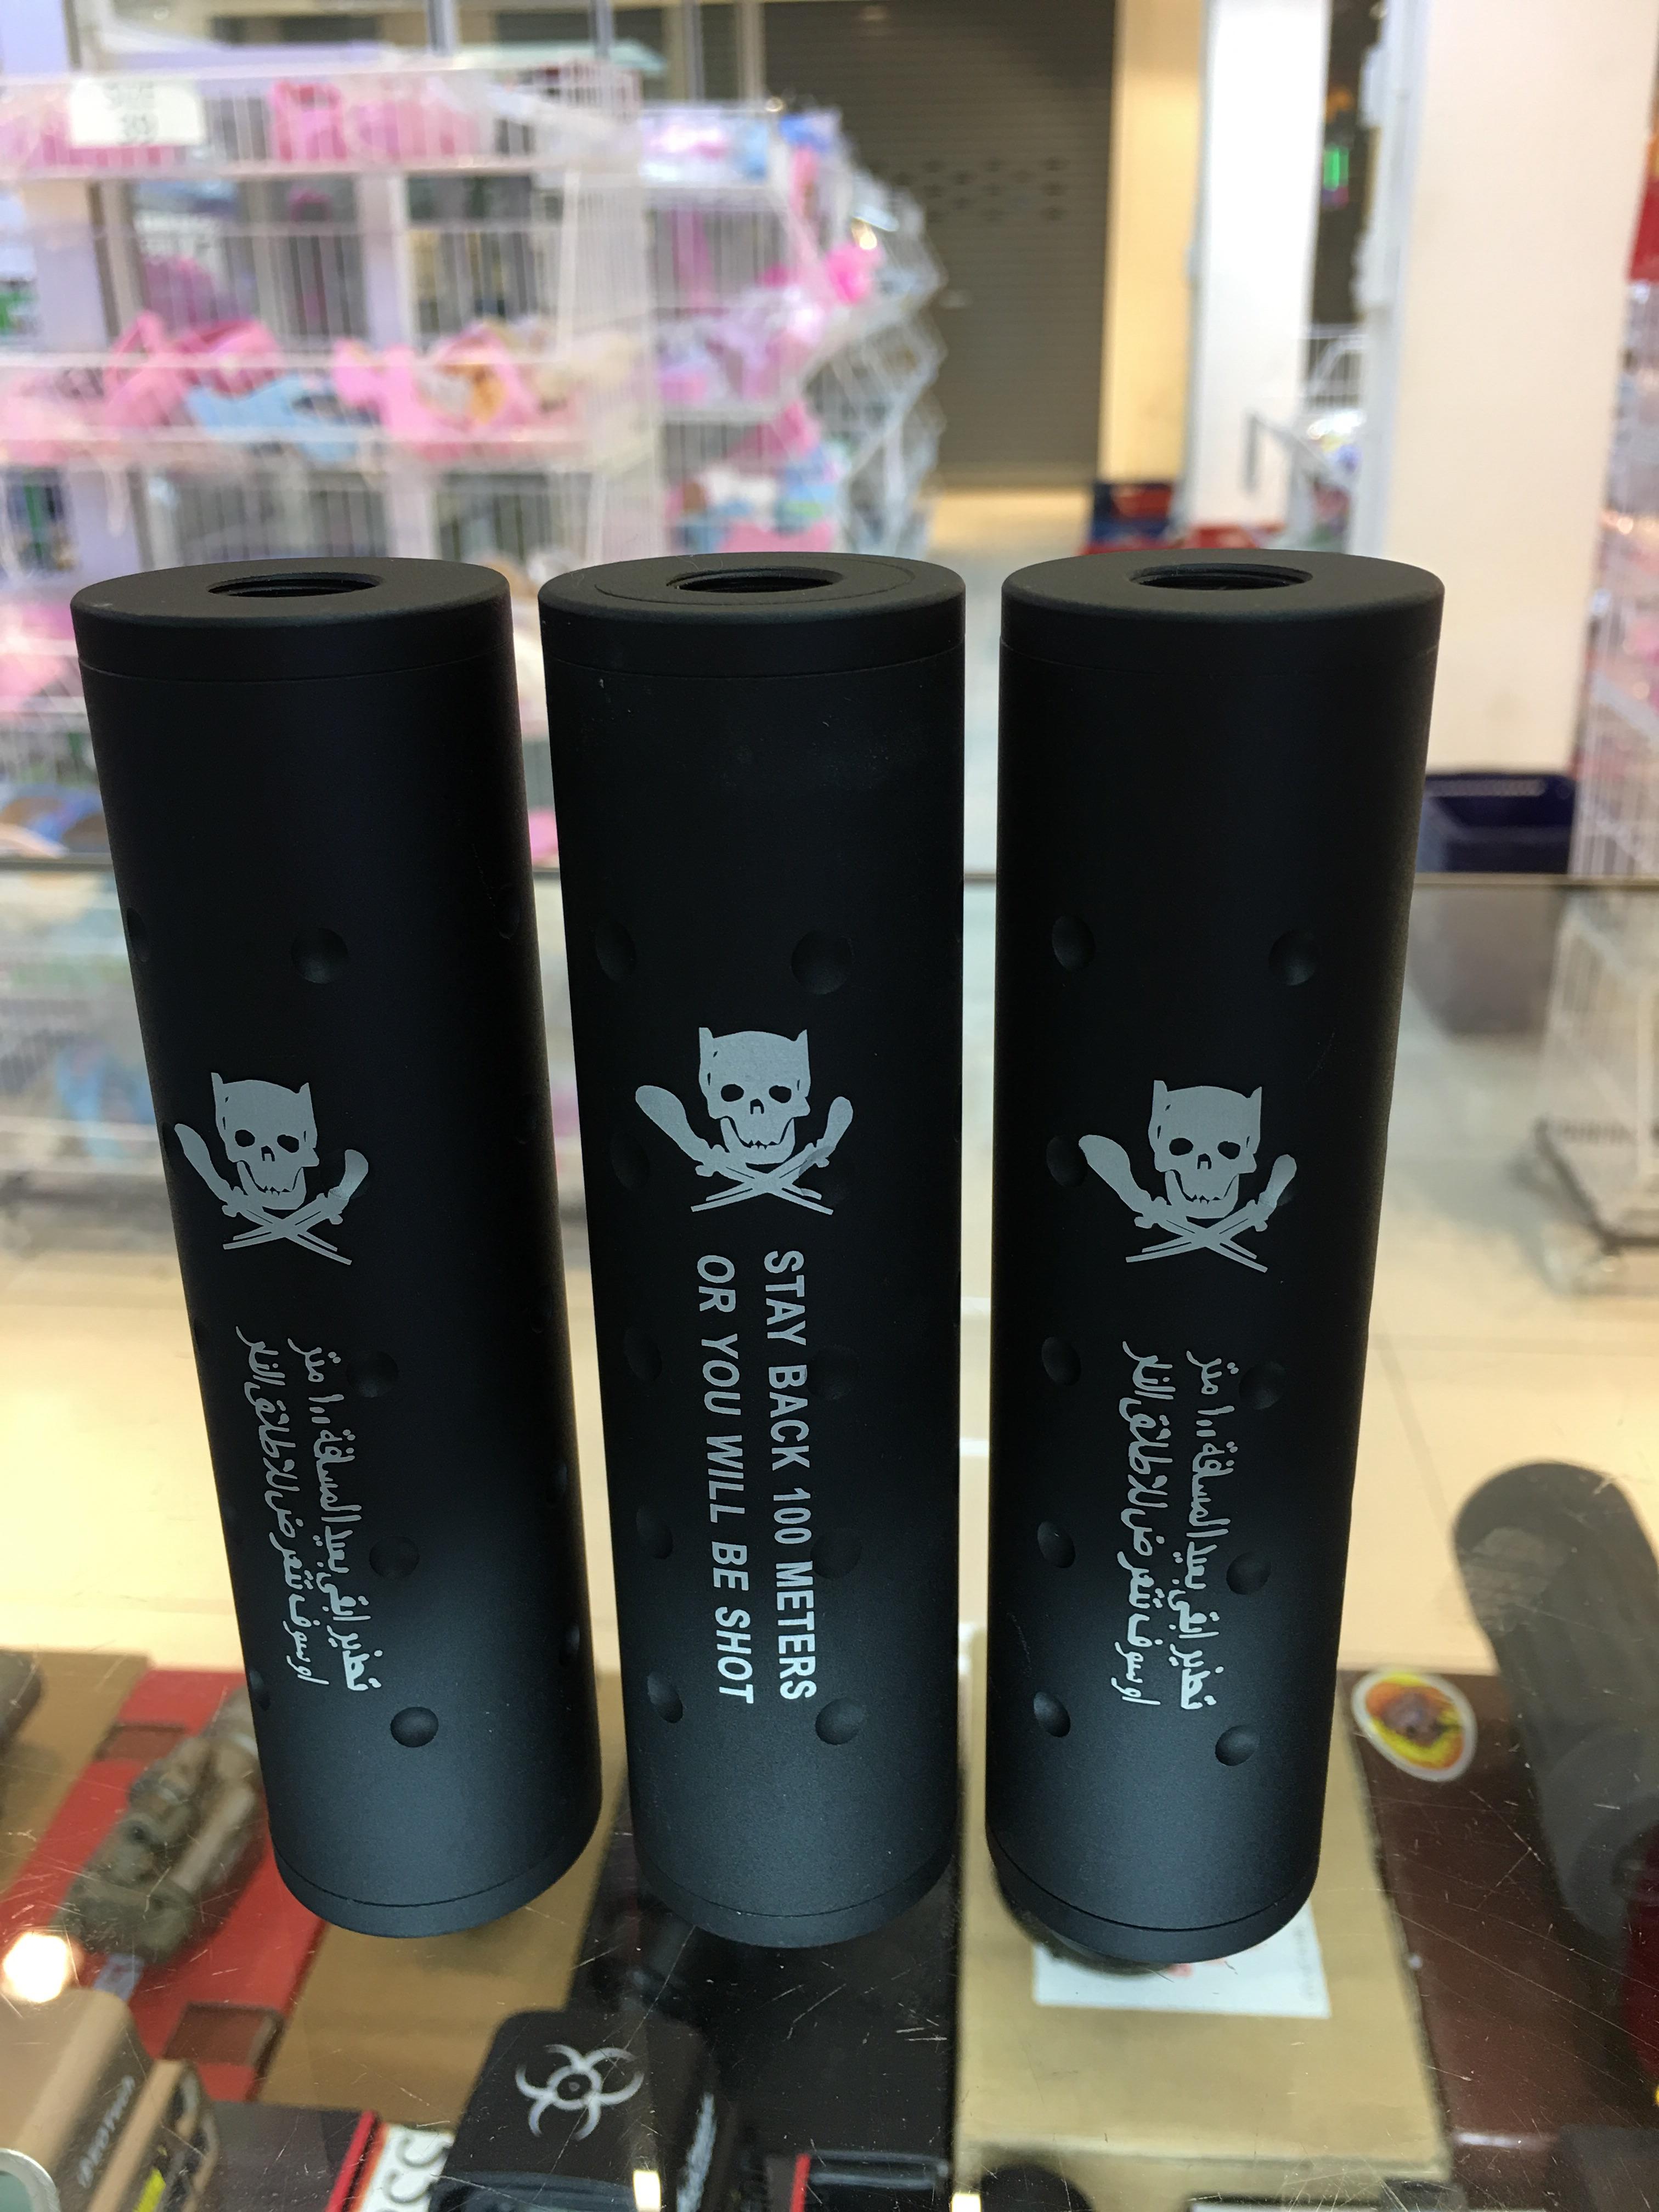 تحذير ابقى بعيد المسافة ١٠٠ متر
او سوف تتعرض للاطلاق النار
STAY BACK 100 METERS
OR YOU WILL BE SHOT
تحذير ابقى بعيد المسافة ١٠٠ متر
او سوف تتعرض للاطلاق النار
SIZE